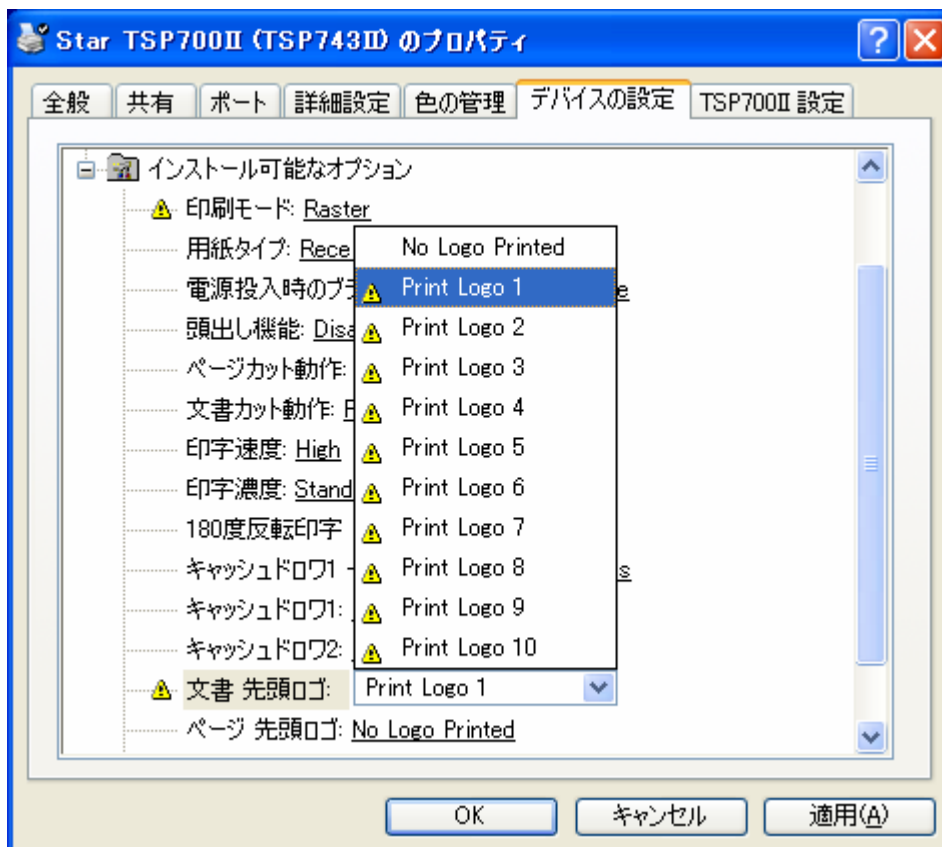 Star TSP700II (TSP743II) のプロパティ
全般 共有 ポート 詳細設定 色の管理 デバイスの設定 TSP700II 設定
インストール可能なオプション
印刷モード: Raster
用紙タイプ: Rece No Logo Printed
電源投入時のブラ Print Logo 1 e
頭出し機能: Disa Print Logo 2
ページカット動作: Print Logo 3
文書カット動作: F Print Logo 4
印字速度: High Print Logo 5
印字濃度: Stand Print Logo 6
180度反転印字 Print Logo 7
キャッシュドロワ1 - Print Logo 8 s
キャッシュドロワ1: Print Logo 9
キャッシュドロワ2: Print Logo 10
文書 先頭ロゴ: Print Logo 1
ページ 先頭ロゴ: No Logo Printed
OK キャンセル 適用(A)